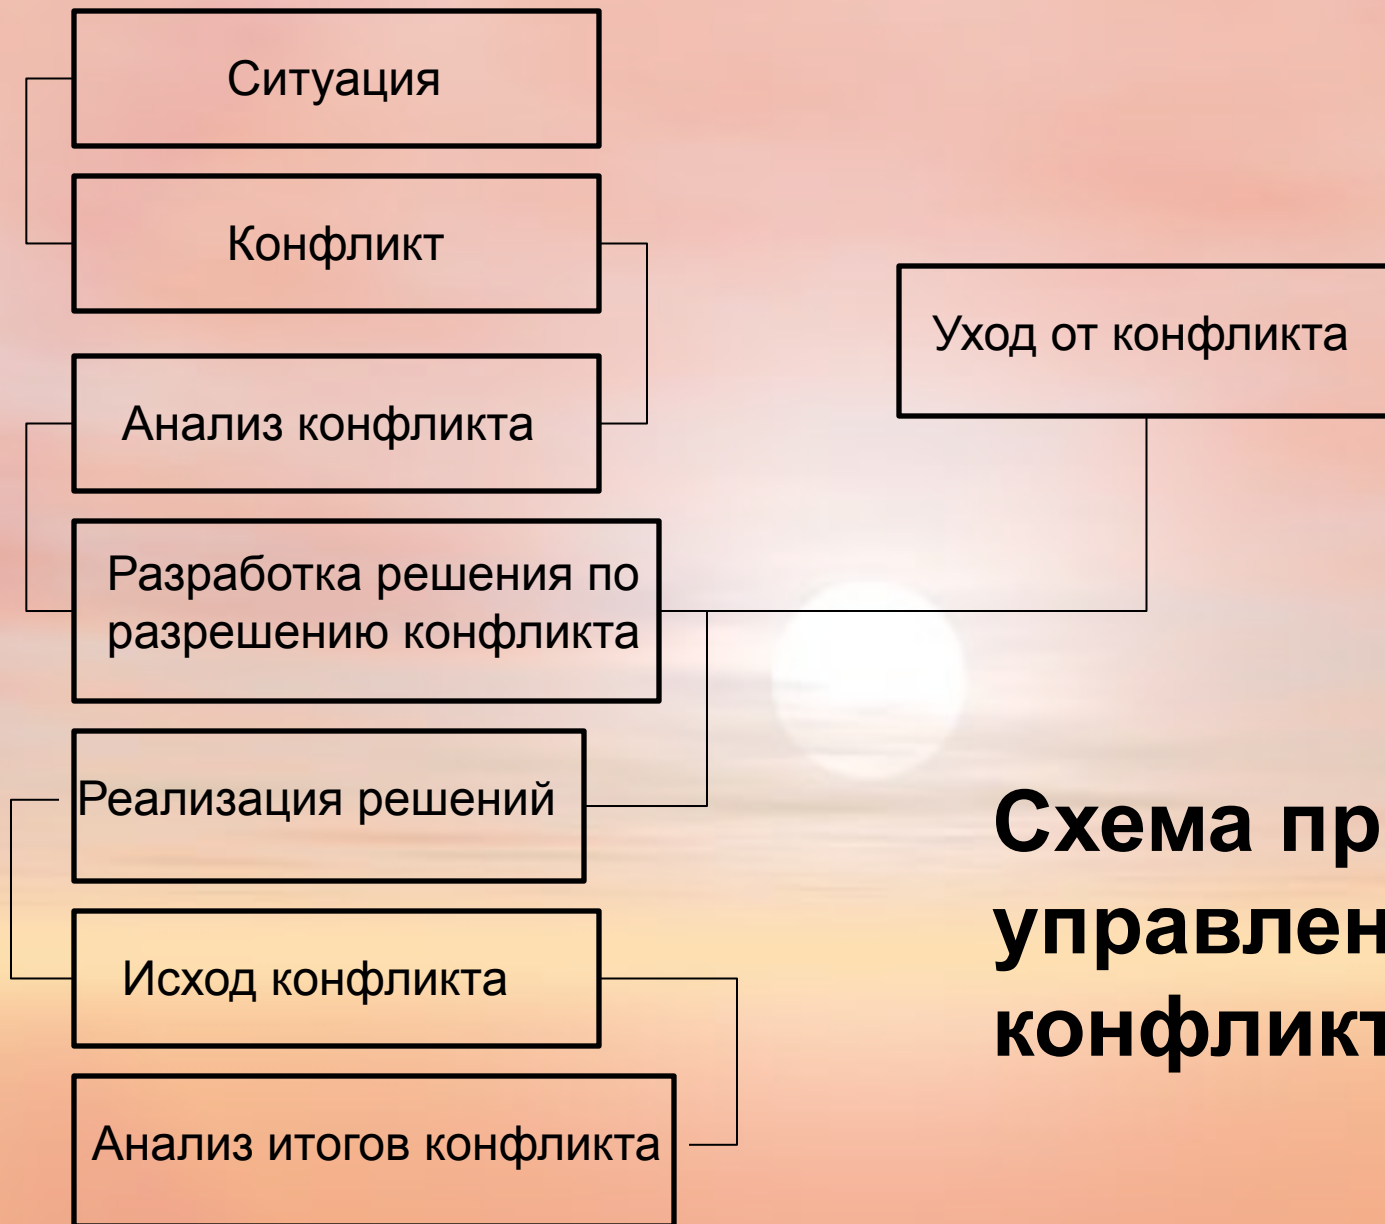 Ситуация
Конфликт
Уход от конфликта
Анализ конфликта
Разработка решения по
разрешению конфликта
Реализация решений
Исход конфликта
Анализ итогов конфликта
Схема